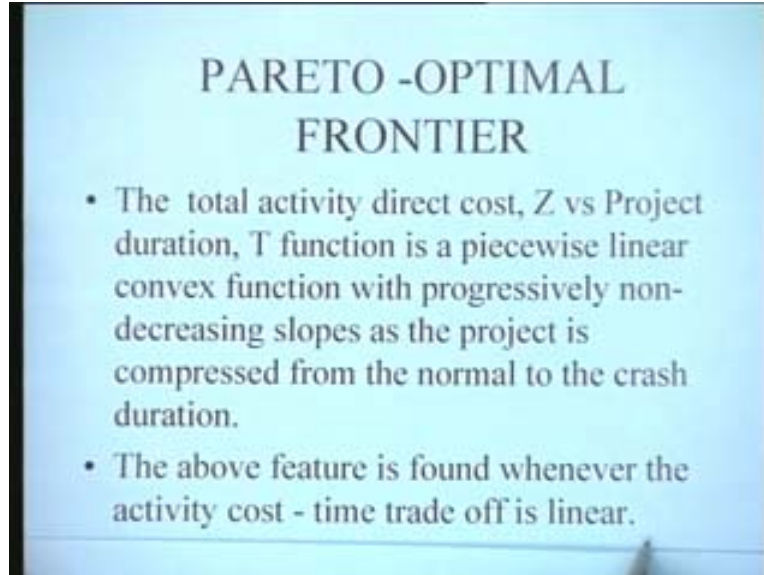 PARETO -OPTIMAL
FRONTIER
• The total activity direct cost, Z vs Project
duration, T function is a piecewise linear
convex function with progressively non-
decreasing slopes as the project is
compressed from the normal to the crash
duration.
• The above feature is found whenever the
activity cost - time trade off is linear.